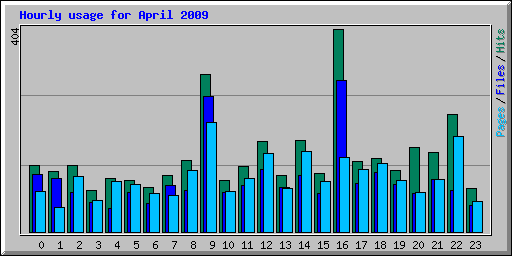 Hourly usage for April 2009
404
Pages / Files / Hits
0 1 2 3 4 5 6 7 8 9 10 11 12 13 14 15 16 17 18 19 20 21 22 23